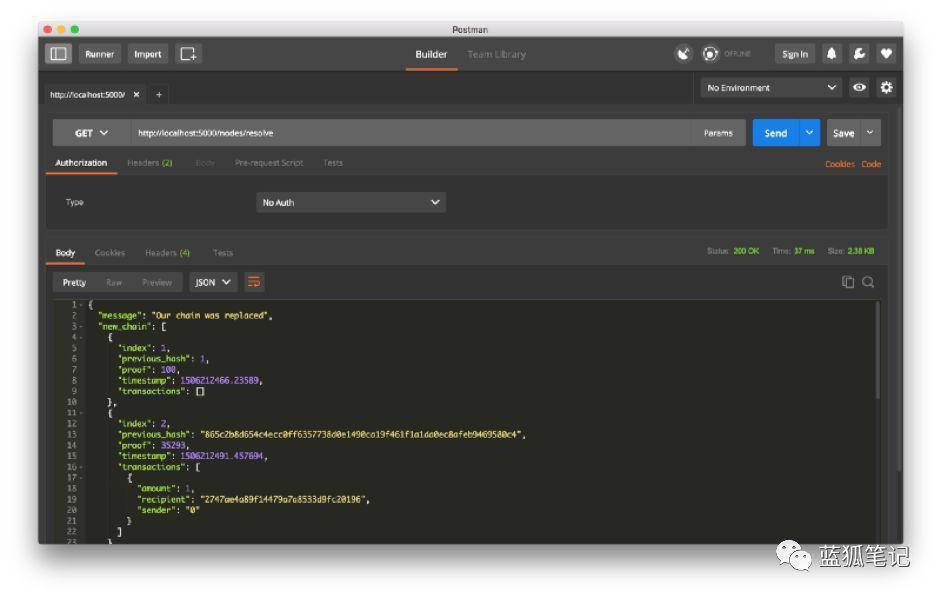 Postman
Runner Import Builder Team Library OFFLINE Sign In
http://localhost:5000/ × + No Environment
GET http://localhost:5000/nodes/resolve Params Send Save
Authorization Headers (2) Body Pre-request Script Tests Cookies Code
Type No Auth
Body Cookies Headers (4) Tests Status: 200 OK Time: 37 ms Size: 2.38 KB
Pretty Raw Preview JSON
1 {
2 "message": "Our chain was replaced",
3 "new_chain": [
4 {
5 "index": 1,
6 "previous_hash": 1,
7 "proof": 100,
8 "timestamp": 1506212466.23589,
9 "transactions": []
10 },
11 {
12 "index": 2,
13 "previous_hash":
14 "proof": 35293,
15 "timestamp": 1506212491.457694,
16 "transactions": [
17 {
18 "amount": 1,
19 "recipient": "2747ae4a89f14479a7a8533d9fc20196",
20 "sender": "0"
21 }
22 ]
23 }
蓝狐笔记